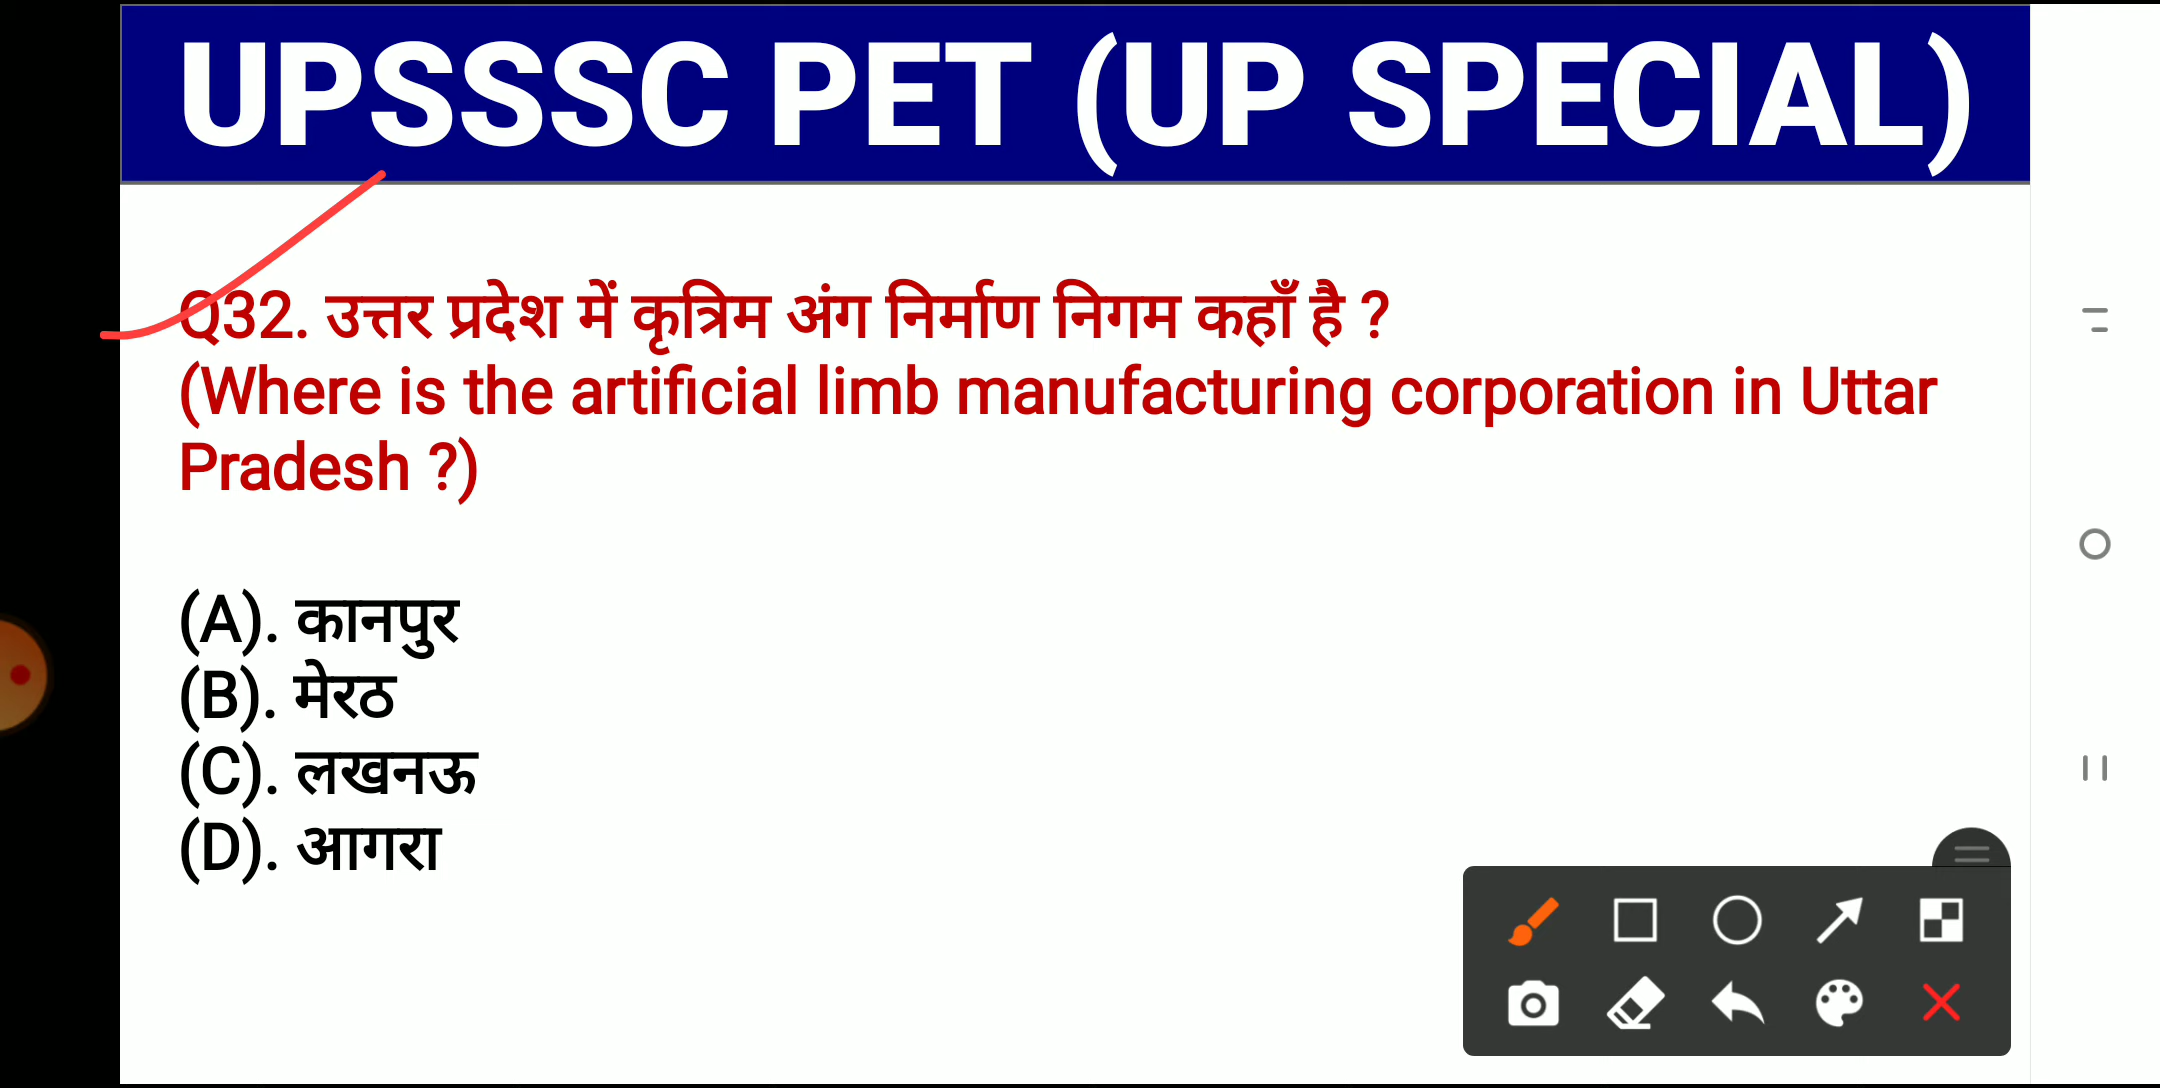 UPSSSC PET (UP SPECIAL)
Q32. उत्तर प्रदेश में कृत्रिम अंग निर्माण निगम कहाँ है ?
(Where is the artificial limb manufacturing corporation in Uttar
Pradesh ?)
(A). कानपुर
(B). मेरठ
(C). लखनऊ
(D). आगरा